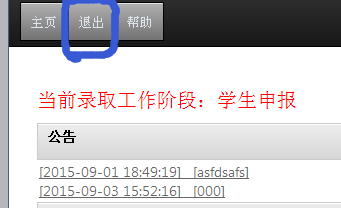 主页 退出 帮助
当前录取工作阶段：学生申报
公告
[2015-09-01 18:49:19] [asfdsafs]
[2015-09-03 15:52:16] [000]